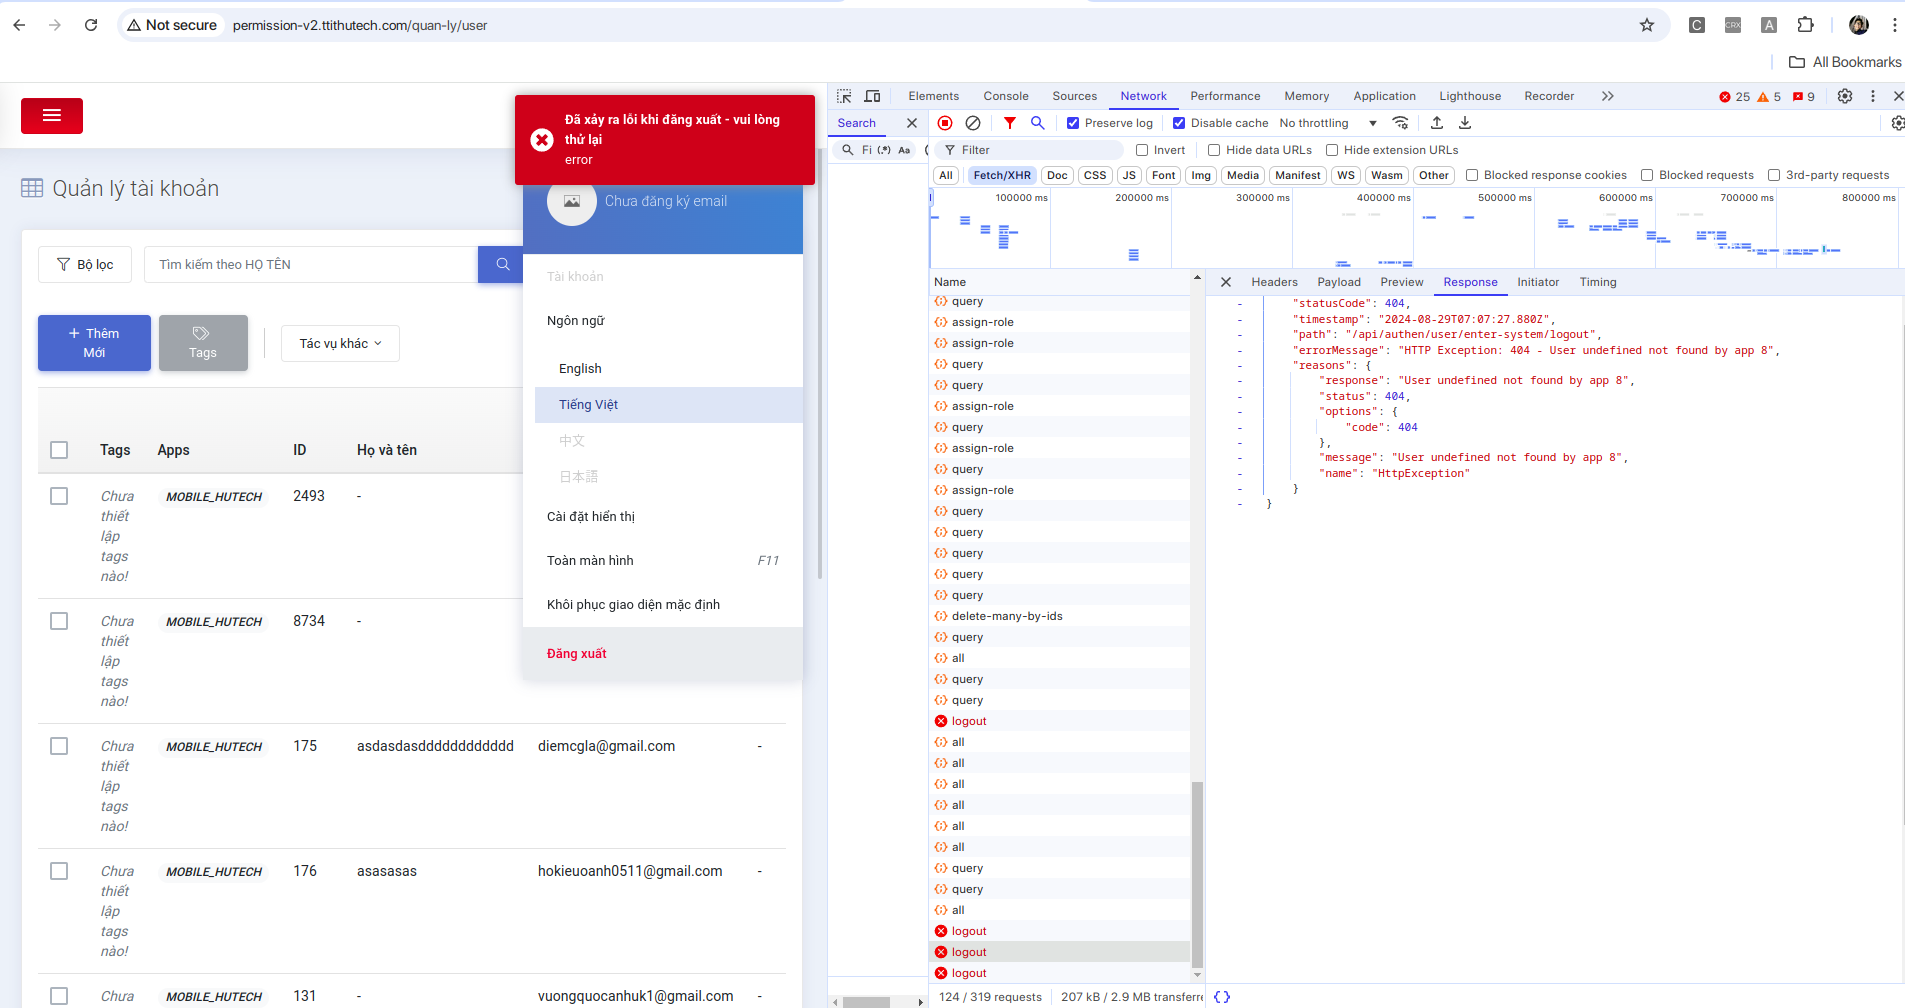 Not secure
permission-v2.ttithutech.com/quan-ly/user
C
CRX
A
All Bookmarks
Đã xảy ra lỗi khi đăng xuất - vui lòng
thử lại
error
Quản lý tài khoản
Chưa đăng ký email
Bộ lọc
Tìm kiếm theo HỌ TÊN
Tài khoản
Ngôn ngữ
English
Tiếng Việt
中文
日本語
Cài đặt hiển thị
Toàn màn hình F11
Khôi phục giao diện mặc định
Đăng xuất
+ Thêm
Mới
Tags
Tác vụ khác
Tags Apps ID Họ và tên
Chưa
thiết
lập
tags
nào!
MOBILE_HUTECH 2493 -
Chưa
thiết
lập
tags
nào!
MOBILE_HUTECH 8734 -
Chưa
thiết
lập
tags
nào!
MOBILE_HUTECH 175 asdasdasdddddddddddd diemcgla@gmail.com -
Chưa
thiết
lập
tags
nào!
MOBILE_HUTECH 176 asasasas hokieuoanh0511@gmail.com -
Chưa
MOBILE_HUTECH 131 - vuongquocanhuk1@gmail.com -
Elements Console Sources Network Performance Memory Application Lighthouse Recorder 25 5 9
Search
Fi (.*) Aa
Preserve log Disable cache No throttling
Filter Invert Hide data URLs Hide extension URLs
All Fetch/XHR Doc CSS JS Font Img Media Manifest WS Wasm Other Blocked response cookies Blocked requests 3rd-party requests
100000 ms 200000 ms 300000 ms 400000 ms 500000 ms 600000 ms 700000 ms 800000 ms
Name
query
assign-role
assign-role
query
query
assign-role
query
assign-role
query
assign-role
query
query
query
query
query
delete-many-by-ids
query
all
query
query
logout
all
all
all
all
all
all
query
query
all
logout
logout
logout
124 / 319 requests 207 kB / 2.9 MB transferre
Headers Payload Preview Response Initiator Timing
- "statusCode": 404,
- "timestamp": "2024-08-29T07:07:27.880Z",
- "path": "/api/authen/user/enter-system/logout",
- "errorMessage": "HTTP Exception: 404 - User undefined not found by app 8",
- "reasons": {
- "response": "User undefined not found by app 8",
- "status": 404,
- "options": {
- "code": 404
- },
- "message": "User undefined not found by app 8",
- "name": "HttpException"
- }
- }
{}